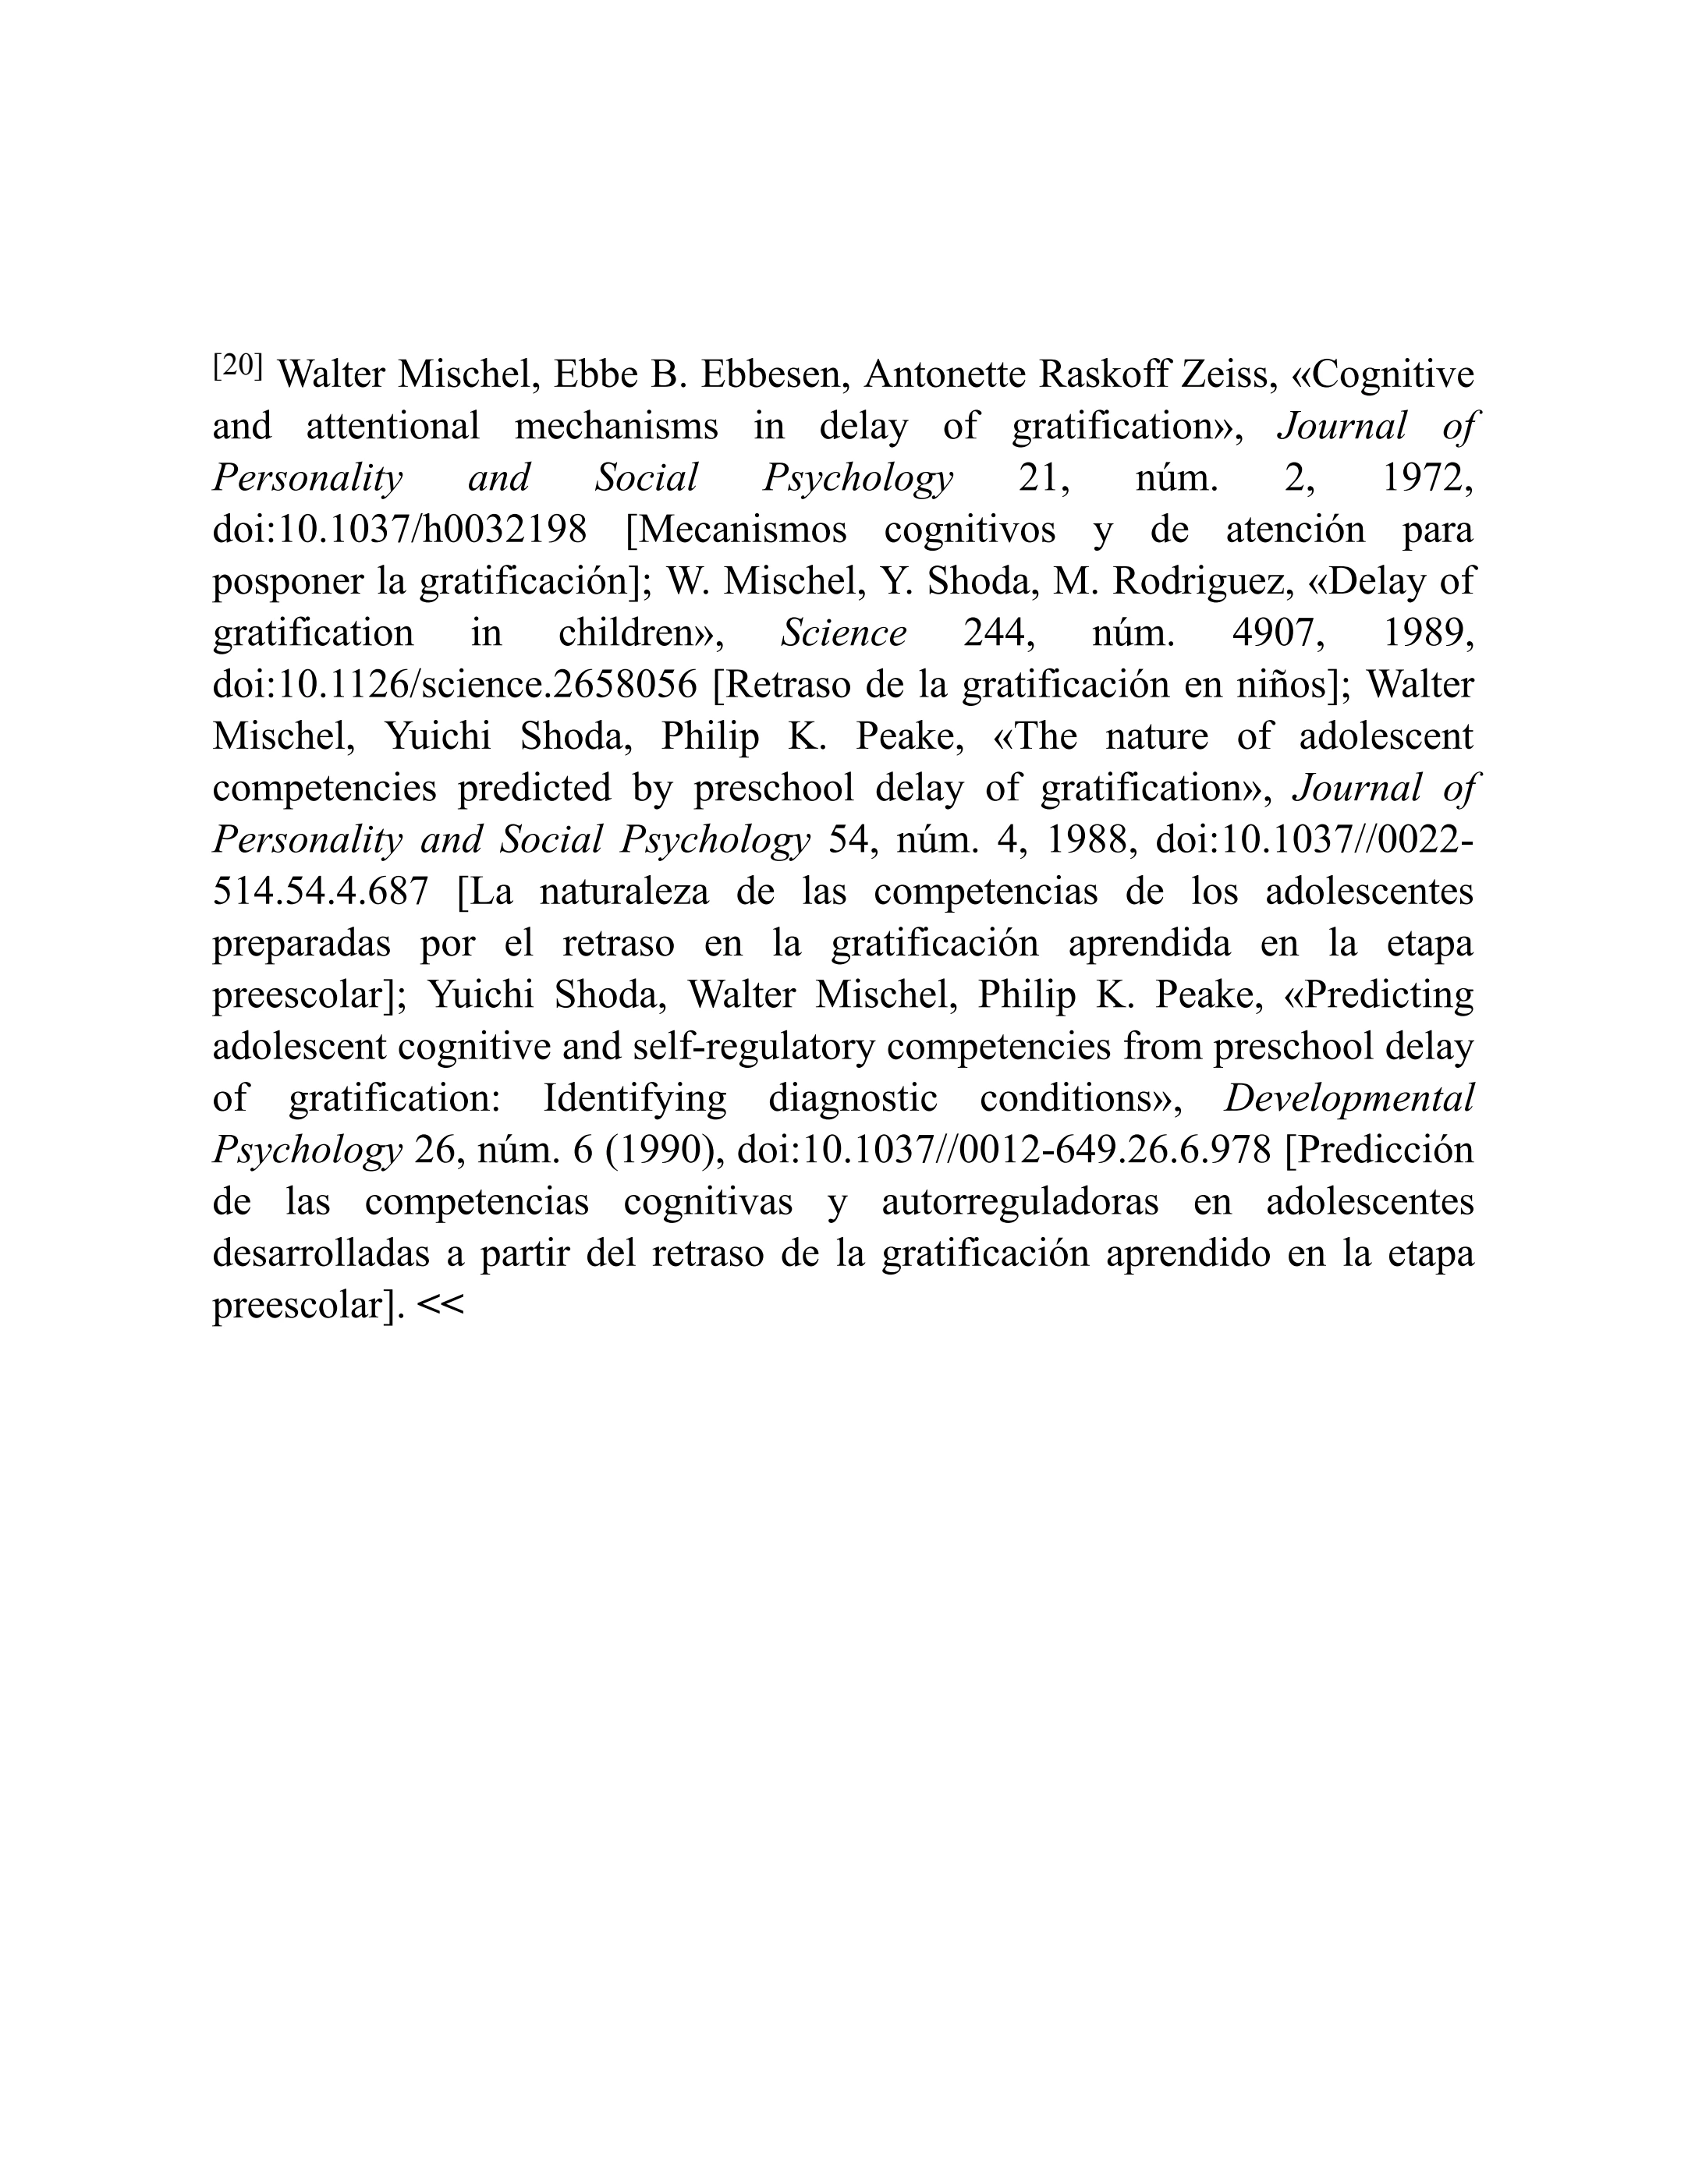 [20] Walter Mischel, Ebbe B. Ebbesen, Antonette Raskoff Zeiss, «Cognitive
and attentional mechanisms in delay of gratification», Journal of
Personality and Social Psychology 21, núm. 2, 1972,
doi:10.1037/h0032198 [Mecanismos cognitivos y de atención para
posponer la gratificación]; W. Mischel, Y. Shoda, M. Rodriguez, «Delay of
gratification in children», Science 244, núm. 4907, 1989,
doi:10.1126/science.2658056 [Retraso de la gratificación en niños]; Walter
Mischel, Yuichi Shoda, Philip K. Peake, «The nature of adolescent
competencies predicted by preschool delay of gratification», Journal of
Personality and Social Psychology 54, núm. 4, 1988, doi:10.1037//0022-
514.54.4.687 [La naturaleza de las competencias de los adolescentes
preparadas por el retraso en la gratificación aprendida en la etapa
preescolar]; Yuichi Shoda, Walter Mischel, Philip K. Peake, «Predicting
adolescent cognitive and self-regulatory competencies from preschool delay
of gratification: Identifying diagnostic conditions», Developmental
Psychology 26, núm. 6 (1990), doi:10.1037//0012-649.26.6.978 [Predicción
de las competencias cognitivas y autorreguladoras en adolescentes
desarrolladas a partir del retraso de la gratificación aprendido en la etapa
preescolar]. <<